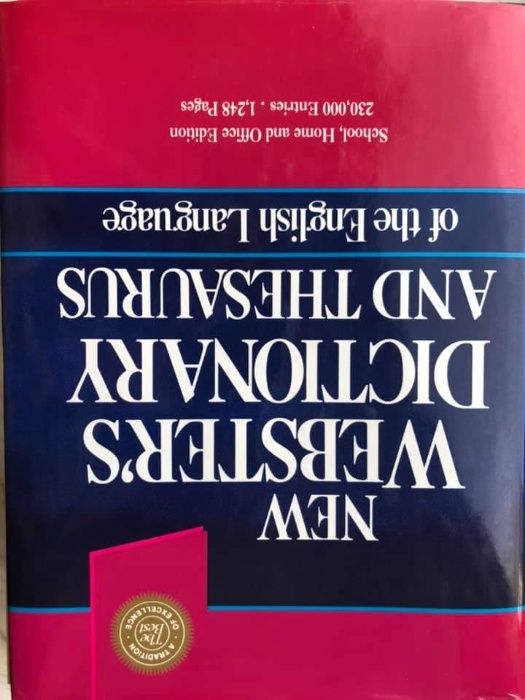 A TRADITION
The
Best
OF EXCELLENCE
NEW
WEBSTER'S
DICTIONARY
AND THESAURUS
of the English Language
School, Home and Office Edition
230,000 Entries . 1,248 Pages